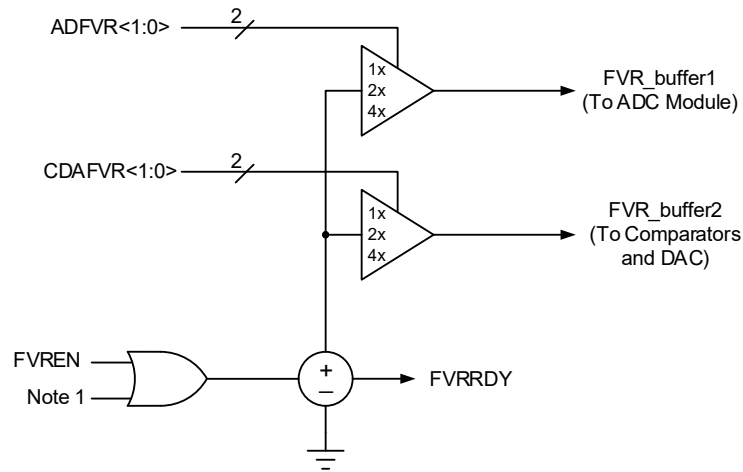 ADFVR<1:0>
2
1x
2x
4x
FVR_buffer1
(To ADC Module)
CDAFVR<1:0>
2
1x
2x
4x
FVR_buffer2
(To Comparators
and DAC)
FVREN
Note 1
+
–
FVRRDY